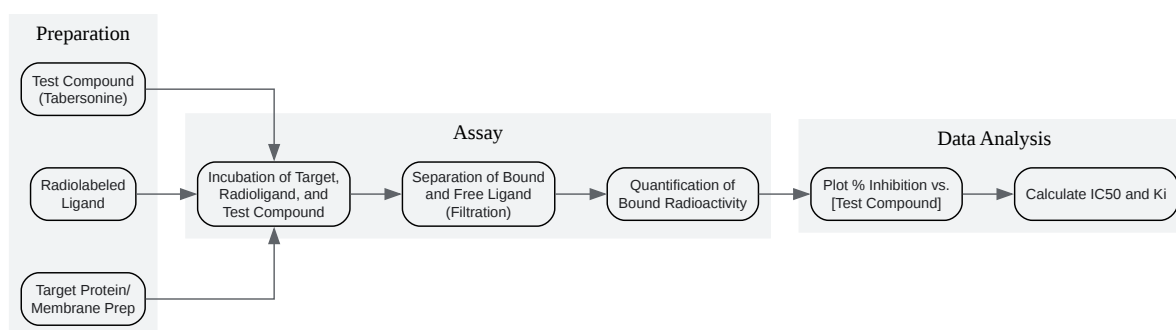 Preparation
Test Compound
(Tabersonine)
Radiolabeled
Ligand
Target Protein/
Membrane Prep
Assay
Incubation of Target,
Radioligand, and
Test Compound
Separation of Bound
and Free Ligand
(Filtration)
Quantification of
Bound Radioactivity
Data Analysis
Plot % Inhibition vs.
[Test Compound]
Calculate IC50 and Ki